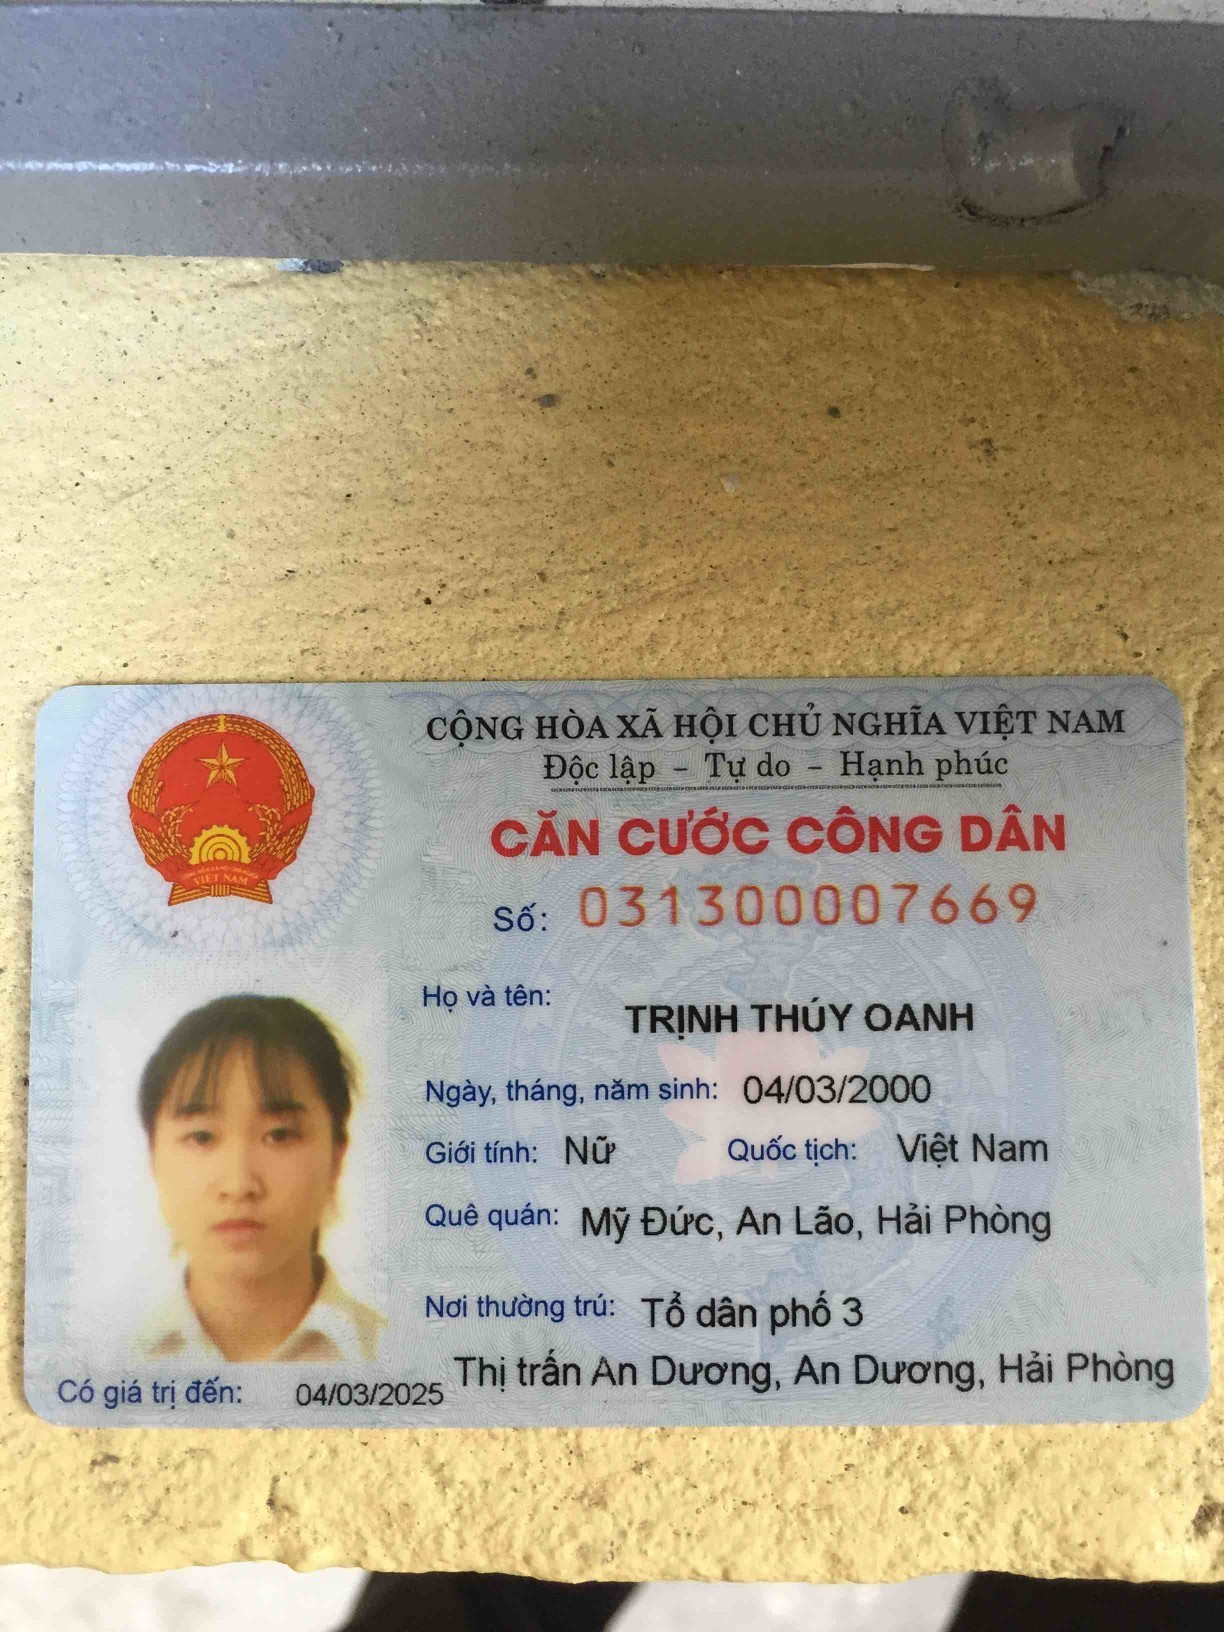 CỘNG HÒA XÃ HỘI CHỦ NGHĨA VIỆT NAM
Độc lập – Tự do – Hạnh phúc
CĂN CƯỚC CÔNG DÂN
Số: 031300007669
Họ và tên: TRỊNH THÚY OANH
Ngày, tháng, năm sinh: 04/03/2000
Giới tính: Nữ Quốc tịch: Việt Nam
Quê quán: Mỹ Đức, An Lão, Hải Phòng
Nơi thường trú: Tổ dân phố 3
Thị trấn An Dương, An Dương, Hải Phòng
Có giá trị đến: 04/03/2025
VIỆT NAM